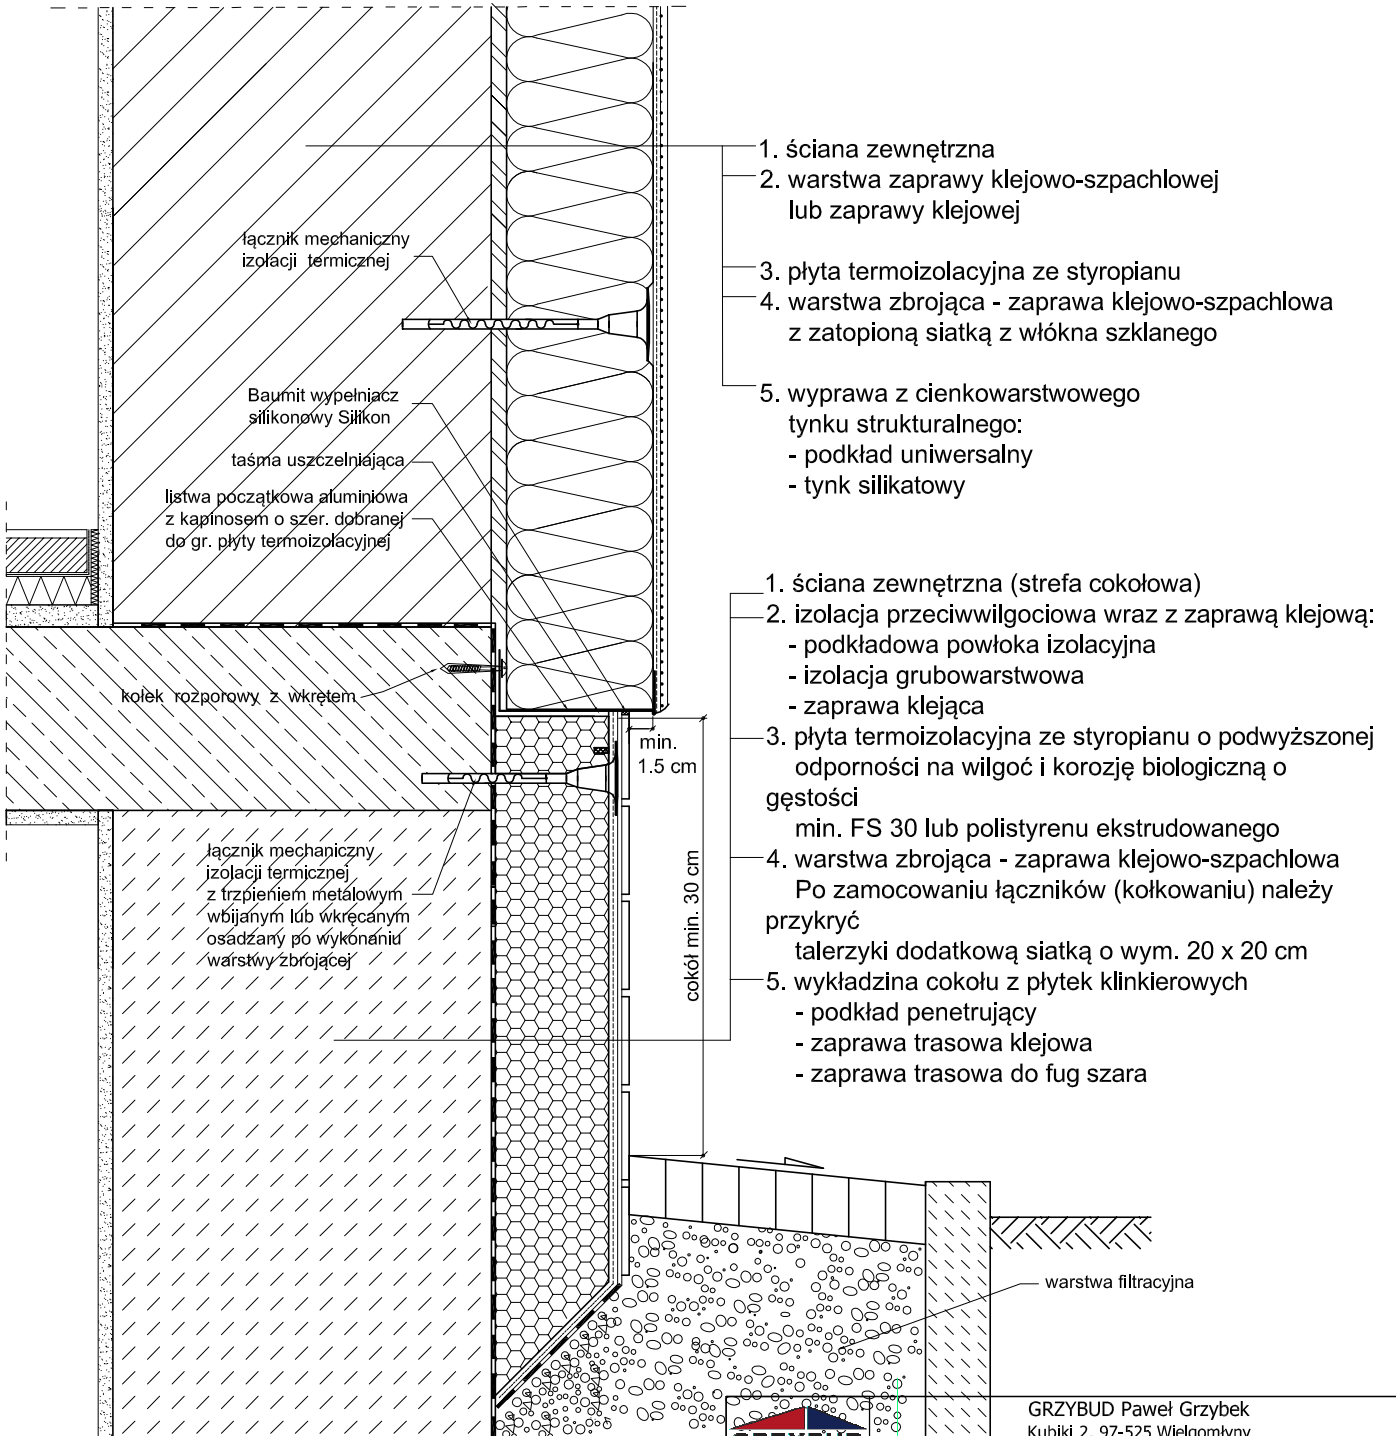 1. ściana zewnętrzna
2. warstwa zaprawy klejowo-szpachlowej
lub zaprawy klejowej
3. płyta termoizolacyjna ze styropianu
4. warstwa zbrojąca - zaprawa klejowo-szpachlowa
z zatopioną siatką z włókna szklanego
5. wyprawa z cienkowarstwowego
tynku strukturalnego:
- podkład uniwersalny
- tynk silikatowy
łącznik mechaniczny
izolacji termicznej
Baumit wypełniacz
silikonowy Silikon
taśma uszczelniająca
listwa początkowa aluminiowa
z kapinosem o szer. dobranej
do gr. płyty termoizolacyjnej
kołek rozporowy z wkrętem
min.
1.5 cm
cokół min. 30 cm
łącznik mechaniczny
izolacji termicznej
z trzpieniem metalowym
wbijanym lub wkręcanym
osadzany po wykonaniu
warstwy zbrojącej
1. ściana zewnętrzna (strefa cokołowa)
2. izolacja przeciwwilgociowa wraz z zaprawą klejową:
- podkładowa powłoka izolacyjna
- izolacja grubowarstwowa
- zaprawa klejąca
3. płyta termoizolacyjna ze styropianu o podwyższonej
odporności na wilgoć i korozję biologiczną o
gęstości
min. FS 30 lub polistyrenu ekstrudowanego
4. warstwa zbrojąca - zaprawa klejowo-szpachlowa
Po zamocowaniu łączników (kołkowaniu) należy
przykryć
talerzyki dodatkową siatką o wym. 20 x 20 cm
5. wykładzina cokołu z płytek klinkierowych
- podkład penetrujący
- zaprawa trasowa klejowa
- zaprawa trasowa do fug szara
warstwa filtracyjna
GRZYBUD Paweł Grzybek
Kubiki 2, 97-525 Wielgomłyny